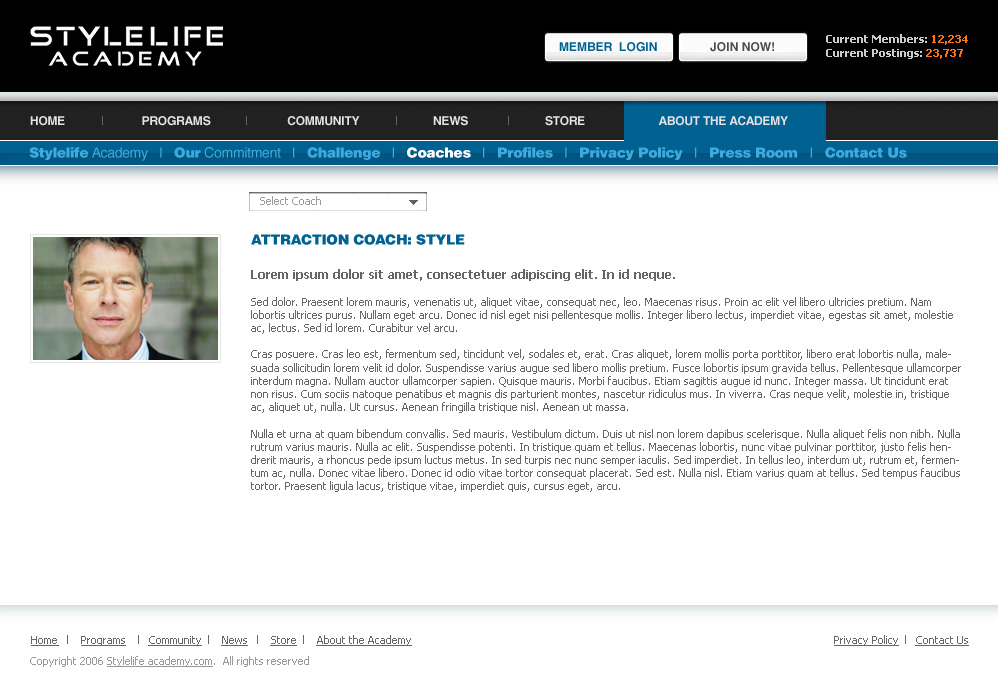 STYLELIFE
ACADEMY
MEMBER LOGIN
JOIN NOW!
Current Members: 12,234
Current Postings: 23,737
HOME | PROGRAMS | COMMUNITY | NEWS | STORE ABOUT THE ACADEMY
Stylelife Academy | Our Commitment | Challenge | Coaches | Profiles | Privacy Policy | Press Room | Contact Us
Select Coach
ATTRACTION COACH: STYLE
Lorem ipsum dolor sit amet, consectetuer adipiscing elit. In id neque.
Sed dolor. Praesent lorem mauris, venenatis ut, aliquet vitae, consequat nec, leo. Maecenas risus. Proin ac elit vel libero ultricies pretium. Nam
lobortis ultrices purus. Nullam eget arcu. Donec id nisl eget nisi pellentesque mollis. Integer libero lectus, imperdiet vitae, egestas sit amet, molestie
ac, lectus. Sed id lorem. Curabitur vel arcu.
Cras posuere. Cras leo est, fermentum sed, tincidunt vel, sodales et, erat. Cras aliquet, lorem mollis porta porttitor, libero erat lobortis nulla, male-
suada sollicitudin lorem velit id dolor. Suspendisse varius augue sed libero mollis pretium. Fusce lobortis ipsum gravida tellus. Pellentesque ullamcorper
interdum magna. Nullam auctor ullamcorper sapien. Quisque mauris. Morbi faucibus. Etiam sagittis augue id nunc. Integer massa. Ut tincidunt erat
non risus. Cum sociis natoque penatibus et magnis dis parturient montes, nascetur ridiculus mus. In viverra. Cras neque velit, molestie in, tristique
ac, aliquet ut, nulla. Ut cursus. Aenean fringilla tristique nisl. Aenean ut massa.
Nulla et urna at quam bibendum convallis. Sed mauris. Vestibulum dictum. Duis ut nisl non lorem dapibus scelerisque. Nulla aliquet felis non nibh. Nulla
rutrum varius mauris. Nulla ac elit. Suspendisse potenti. In tristique quam et tellus. Maecenas lobortis, nunc vitae pulvinar porttitor, justo felis hen-
drerit mauris, a rhoncus pede ipsum luctus metus. In sed turpis nec nunc semper iaculis. Sed imperdiet. In tellus leo, interdum ut, rutrum et, fermen-
tum ac, nulla. Donec vitae libero. Donec id odio vitae tortor consequat placerat. Sed est. Nulla nisl. Etiam varius quam at tellus. Sed tempus faucibus
tortor. Praesent ligula lacus, tristique vitae, imperdiet quis, cursus eget, arcu.
Home | Programs | Community | News | Store | About the Academy
Privacy Policy | Contact Us
Copyright 2006 Stylelife academy.com. All rights reserved